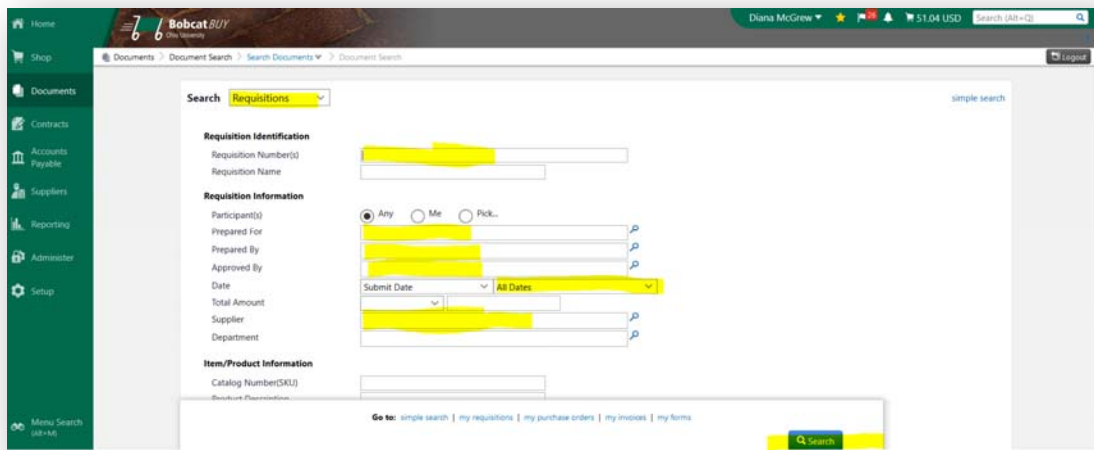 Home
BobcatBUY
Ohio University
Diana McGrew
28
51.04 USD
Search (Alt+Q)
Shop
Documents > Document Search > Search Documents > Document Search
Logout
Documents
Search Requisitions
simple search
Contracts
Requisition Identification
Accounts Payable
Requisition Number(s)
Requisition Name
Suppliers
Requisition Information
Reporting
Participant(s) Any Me Pick...
Prepared For
Administer
Prepared By
Approved By
Setup
Date Submit Date All Dates
Total Amount
Supplier
Department
Item/Product Information
Catalog Number(SKU)
Product Description
Go to: simple search | my requisitions | my purchase orders | my invoices | my forms
Menu Search
(Alt+M)
Search